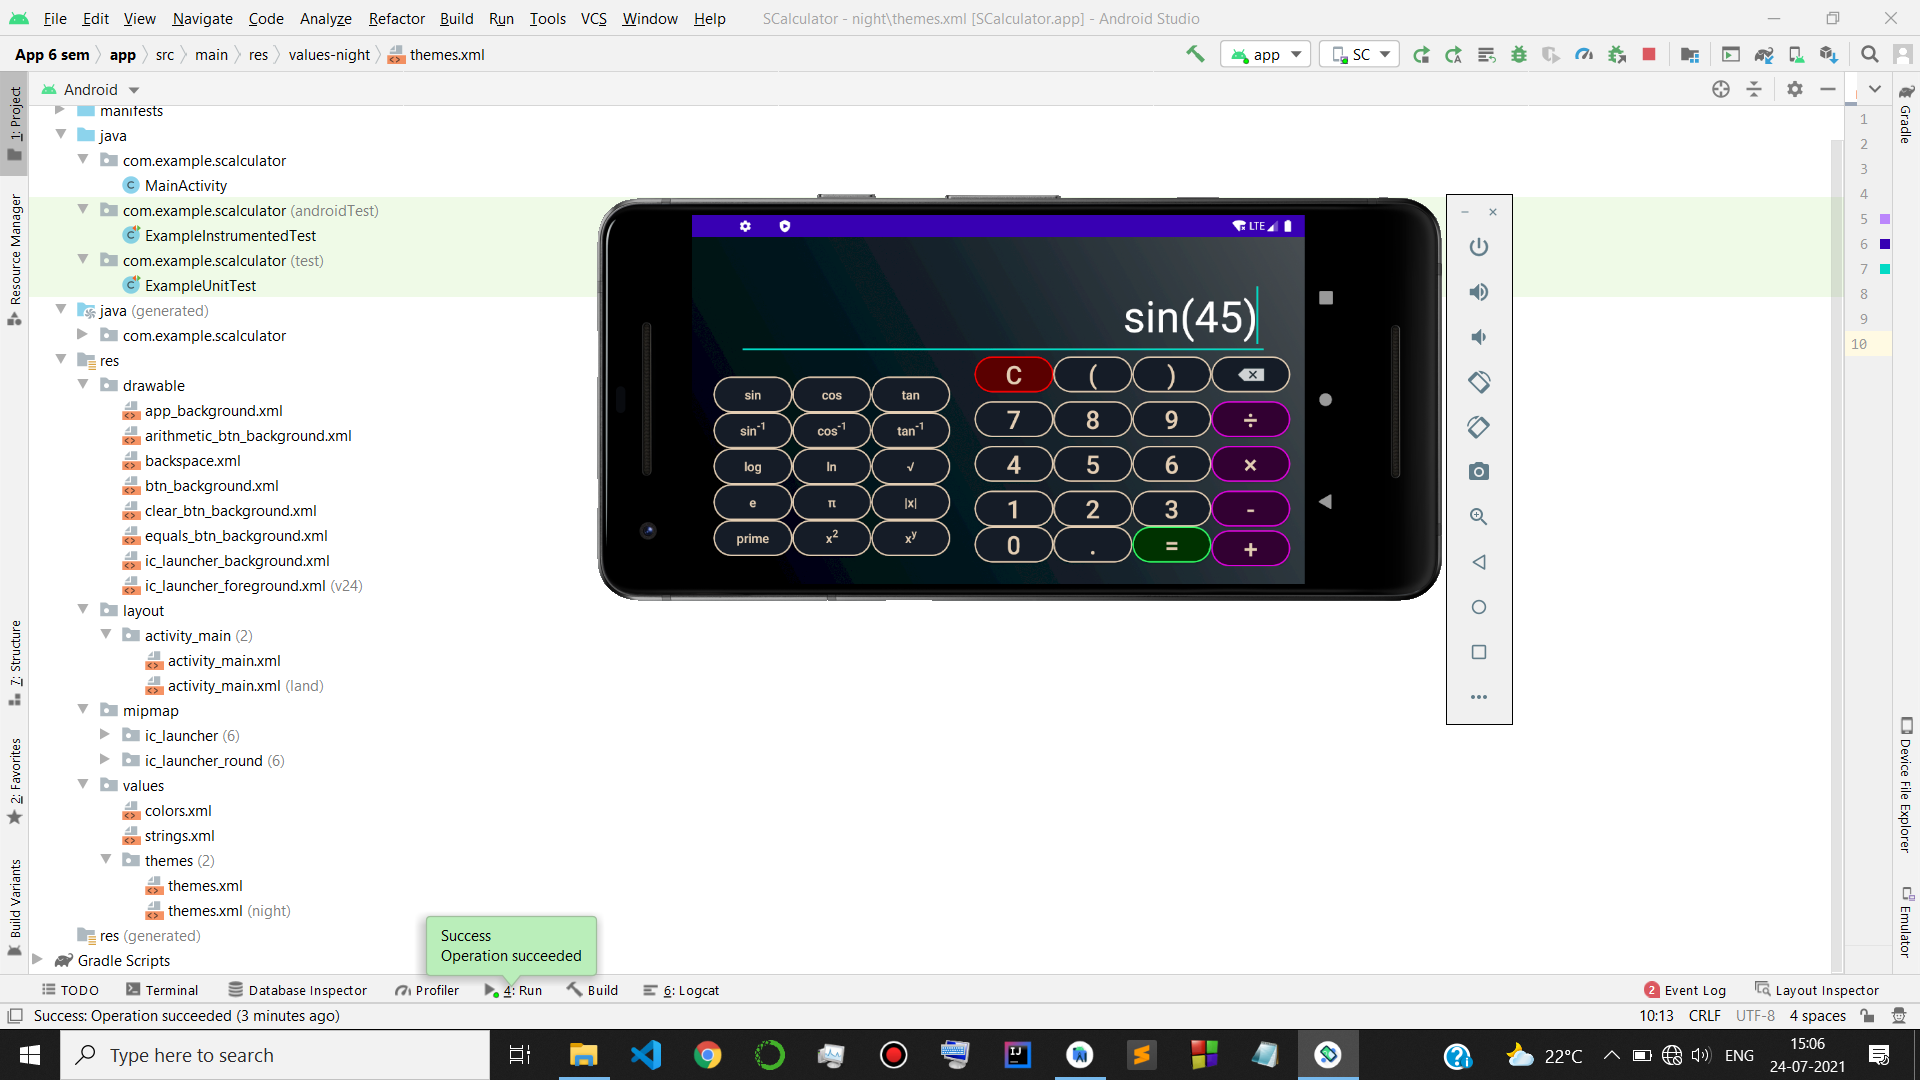 File Edit View Navigate Code Analyze Refactor Build Run Tools VCS Window Help SCalculator - night\themes.xml [SCalculator.app] - Android Studio
App 6 sem app src main res values-night themes.xml app SC
Android
1: Project
Resource Manager
7: Structure
2: Favorites
Build Variants
manifests
java
com.example.scalculator
MainActivity
com.example.scalculator (androidTest)
ExampleInstrumentedTest
com.example.scalculator (test)
ExampleUnitTest
java (generated)
com.example.scalculator
res
drawable
app_background.xml
arithmetic_btn_background.xml
backspace.xml
btn_background.xml
clear_btn_background.xml
equals_btn_background.xml
ic_launcher_background.xml
ic_launcher_foreground.xml (v24)
layout
activity_main (2)
activity_main.xml
activity_main.xml (land)
mipmap
ic_launcher (6)
ic_launcher_round (6)
values
colors.xml
strings.xml
themes (2)
themes.xml
themes.xml (night)
res (generated)
Gradle Scripts
LTE
sin(45)
C ( )
sin cos tan
7 8 9 ÷
sin-1 cos-1 tan-1
4 5 6 ×
log ln √
1 2 3 -
e π |x|
0 . = +
prime x2 xy
1
2
3
4
5
6
7
8
9
10
Gradle
Device File Explorer
Emulator
Success
Operation succeeded
TODO Terminal Database Inspector Profiler 4: Run Build 6: Logcat 2 Event Log Layout Inspector
Success: Operation succeeded (3 minutes ago) 10:13 CRLF UTF-8 4 spaces
Type here to search 22°C ENG 15:06
24-07-2021